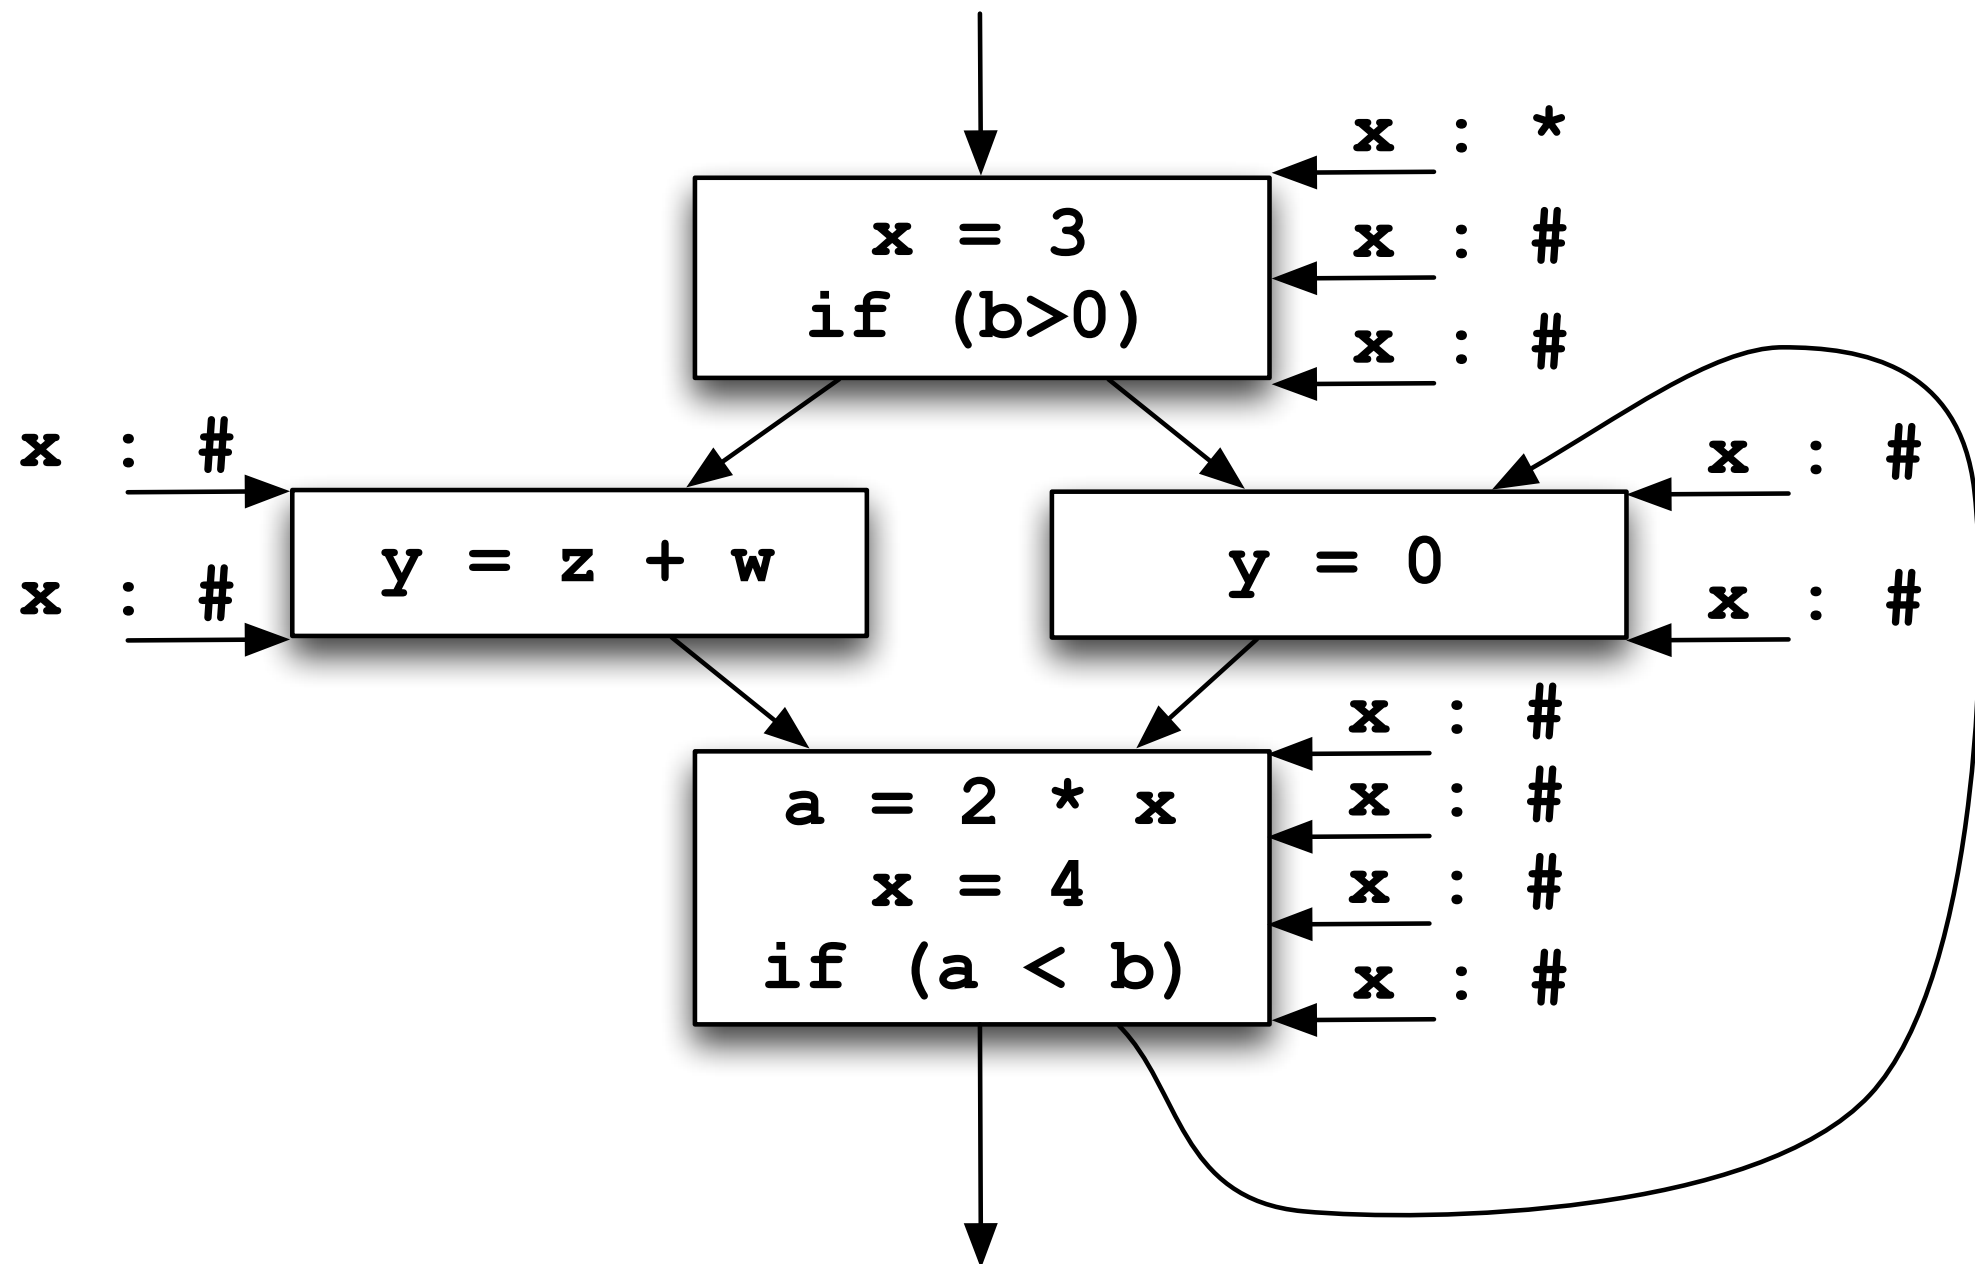 x : *
x = 3
x : #
if (b>0)
x : #
x : #
x : #
y = z + w
y = 0
x : #
x : #
x : #
a = 2 * x
x : #
x = 4
x : #
if (a < b)
x : #